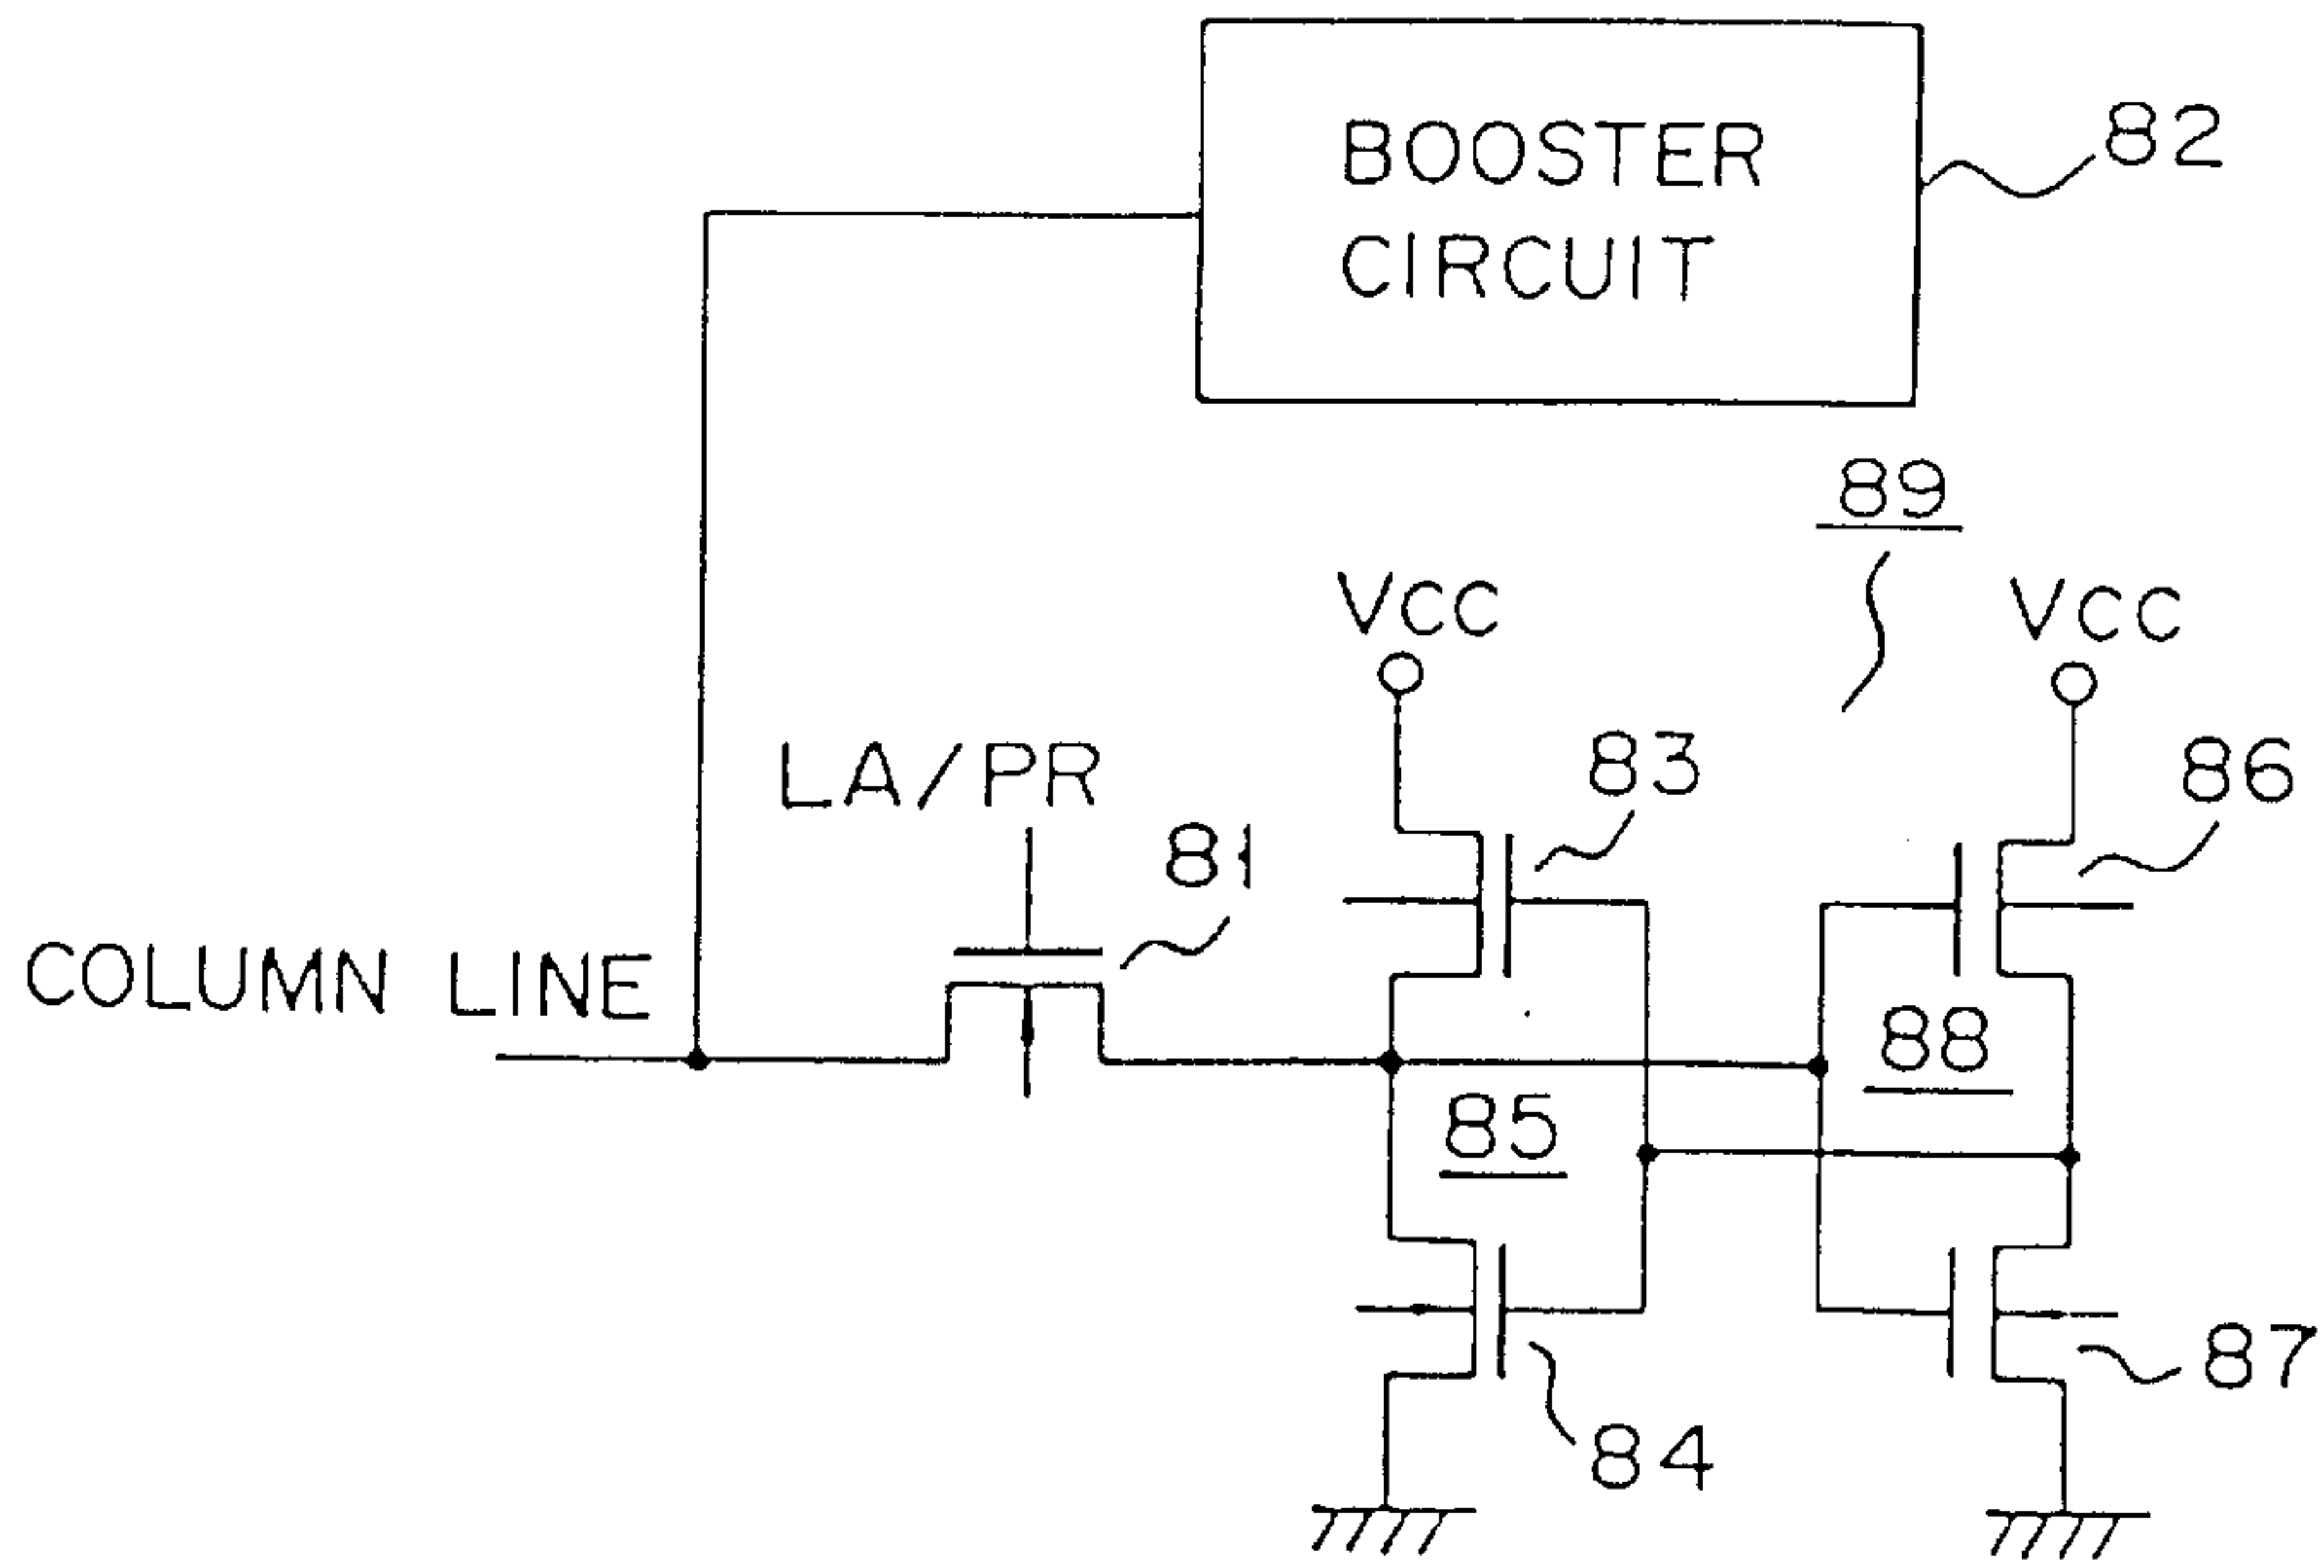 BOOSTER
CIRCUIT
82
89
VCC
VCC
LA/PR
83
86
81
COLUMN LINE
88
85
87
84